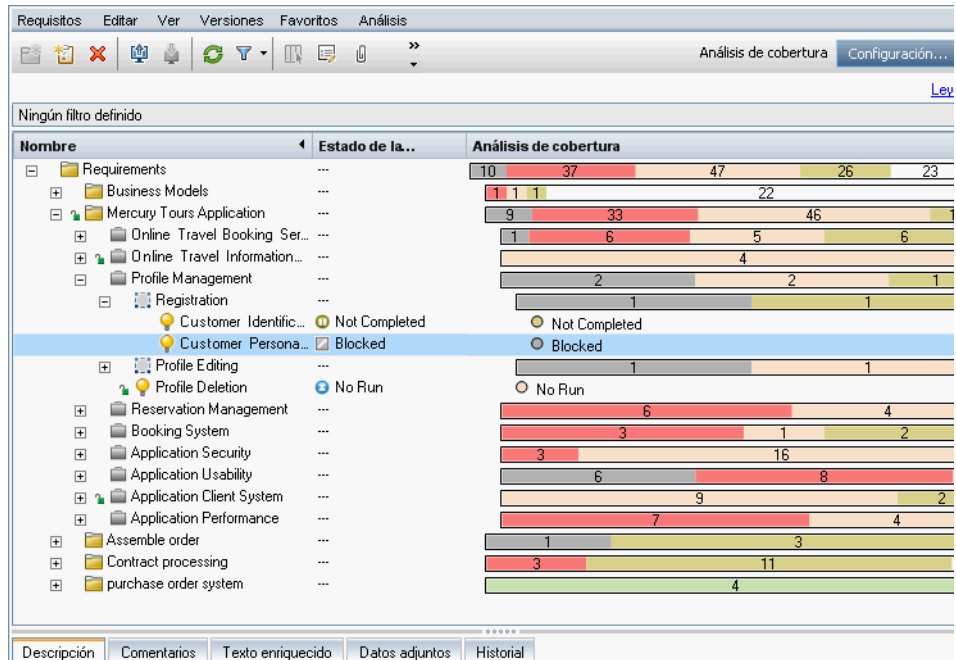 Requisitos Editar Ver Versiones Favoritos Análisis
Análisis de cobertura Configuración...
Ley
Ningún filtro definido
Nombre Estado de la... Análisis de cobertura
Requirements --- 10 37 47 26 23
Business Models --- 1 1 1 22
Mercury Tours Application --- 9 33 46 1
Online Travel Booking Ser... --- 1 6 5 6
Online Travel Information... --- 4
Profile Management --- 2 2 1
Registration --- 1 1
Customer Identific... Not Completed Not Completed
Customer Persona... Blocked Blocked
Profile Editing --- 1 1
Profile Deletion No Run No Run
Reservation Management --- 6 4
Booking System --- 3 1 2
Application Security --- 3 16
Application Usability --- 6 8
Application Client System --- 9 2
Application Performance --- 7 4
Assemble order --- 1 3
Contract processing --- 3 11
purchase order system --- 4
Descripción Comentarios Texto enriquecido Datos adjuntos Historial